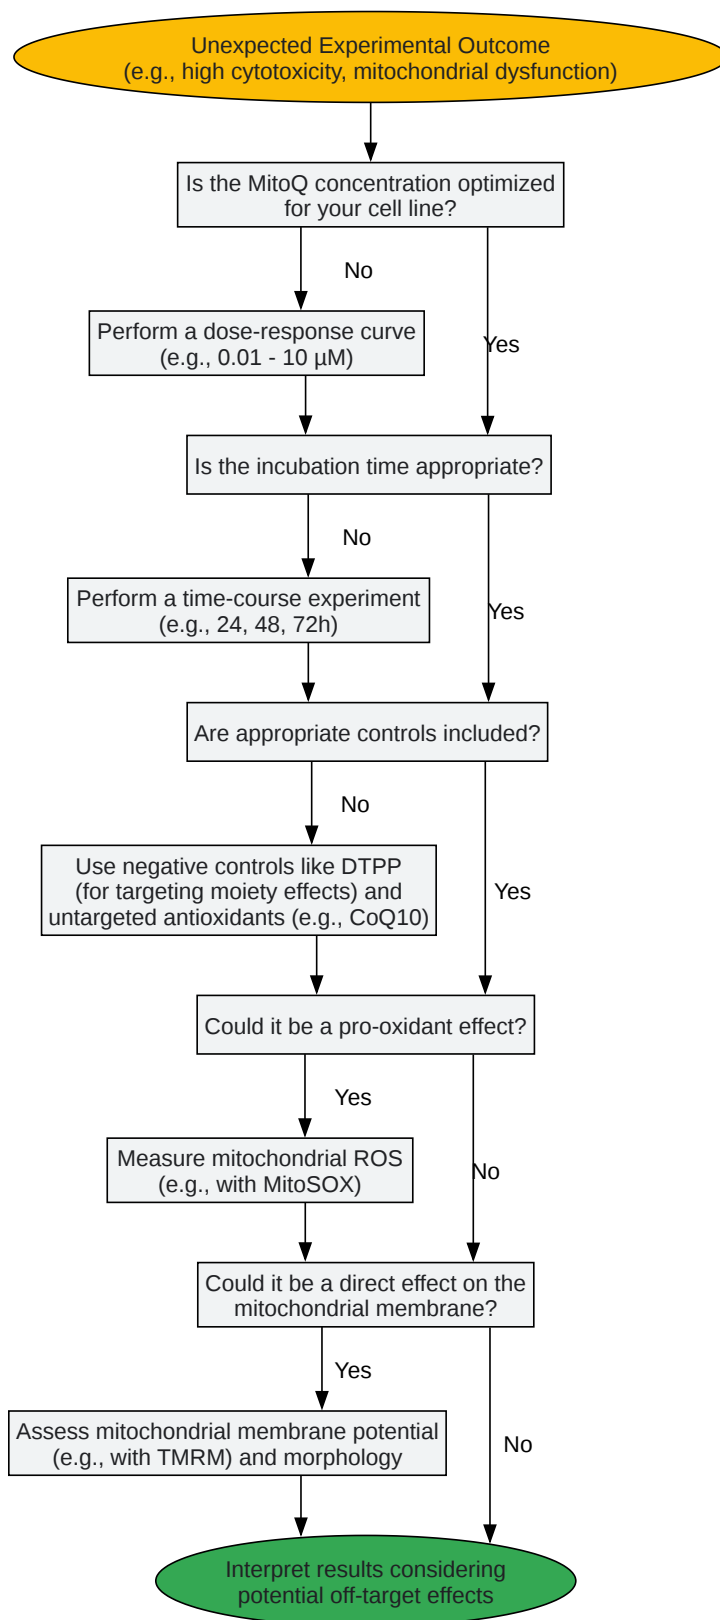 Unexpected Experimental Outcome
(e.g., high cytotoxicity, mitochondrial dysfunction)
Is the MitoQ concentration optimized
for your cell line?
No
Perform a dose-response curve
(e.g., 0.01 - 10 µM)
Yes
Is the incubation time appropriate?
No
Perform a time-course experiment
(e.g., 24, 48, 72h)
Yes
Are appropriate controls included?
No
Use negative controls like DTPP
(for targeting moiety effects) and
untargeted antioxidants (e.g., CoQ10)
Yes
Could it be a pro-oxidant effect?
Yes
Measure mitochondrial ROS
(e.g., with MitoSOX)
No
Could it be a direct effect on the
mitochondrial membrane?
Yes
Assess mitochondrial membrane potential
(e.g., with TMRM) and morphology
No
Interpret results considering
potential off-target effects